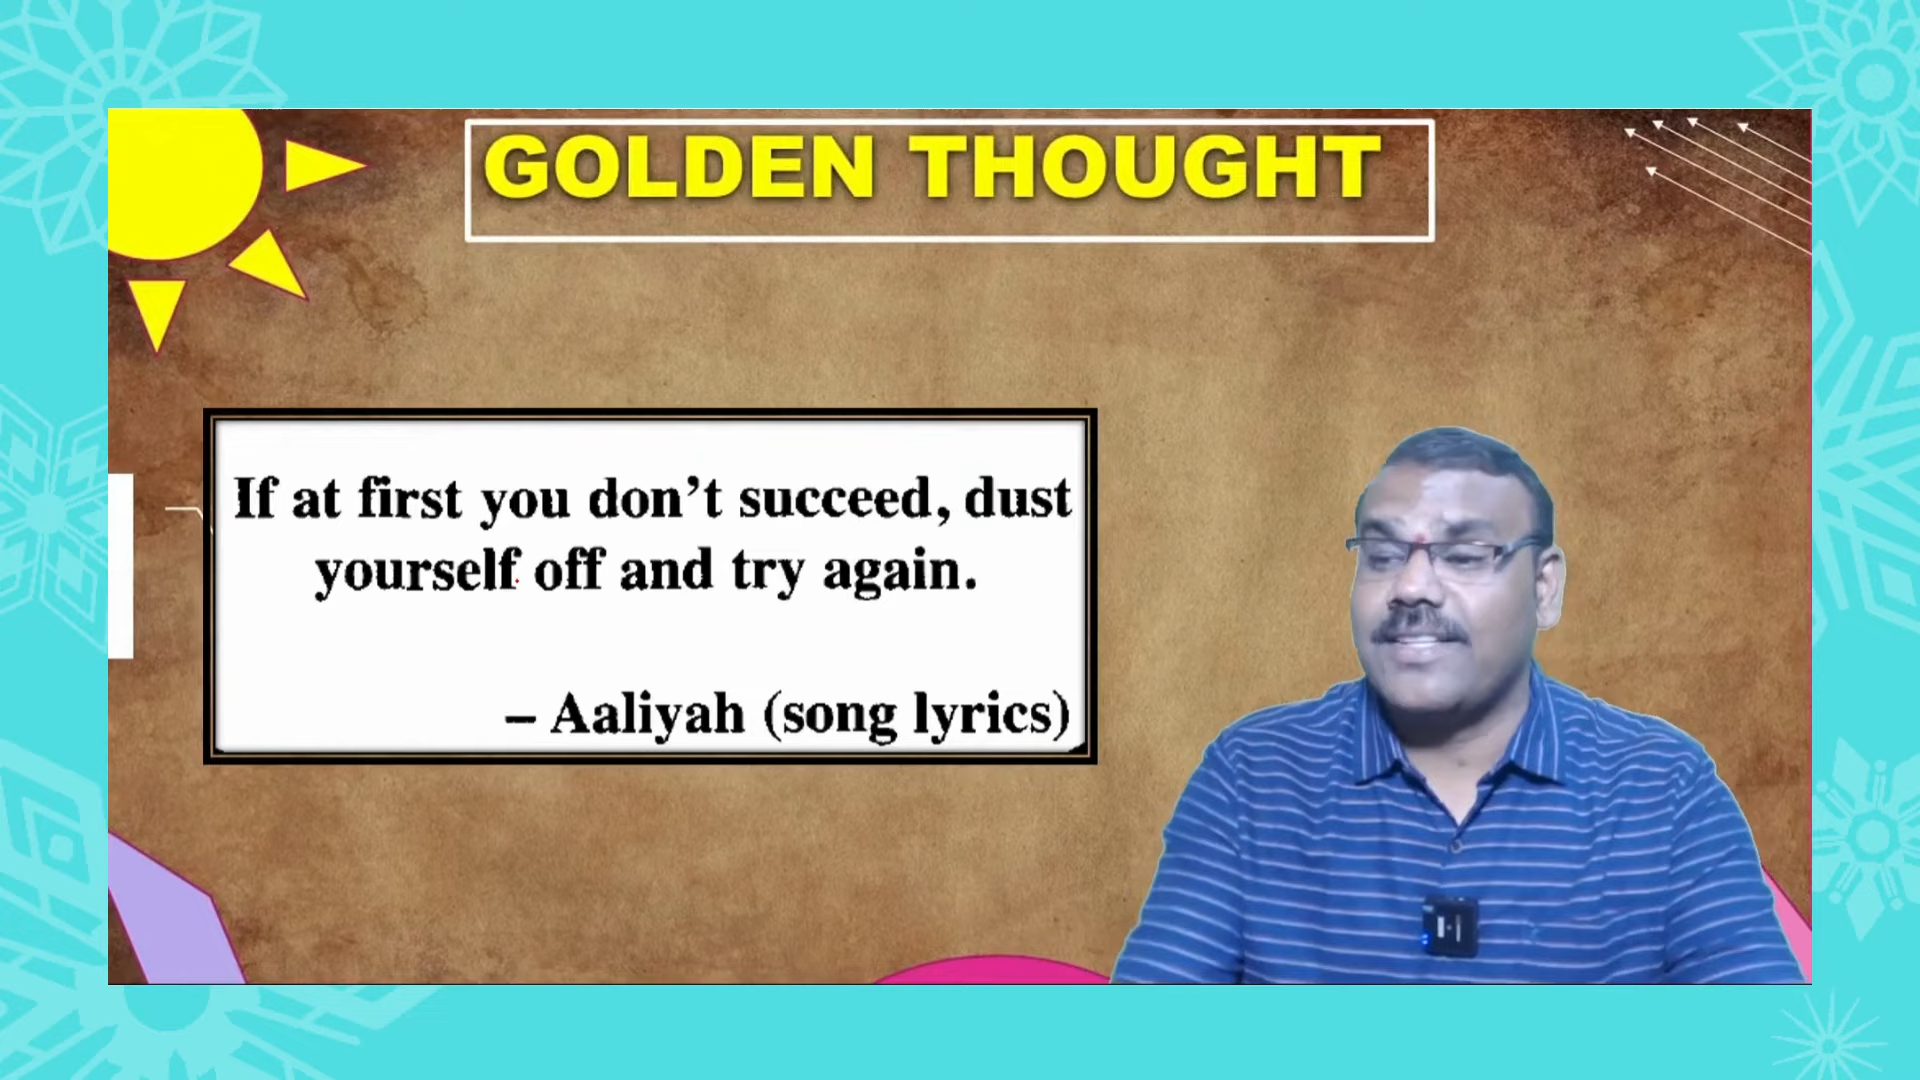 GOLDEN THOUGHT
If at first you don’t succeed, dust
yourself off and try again.
– Aaliyah (song lyrics)